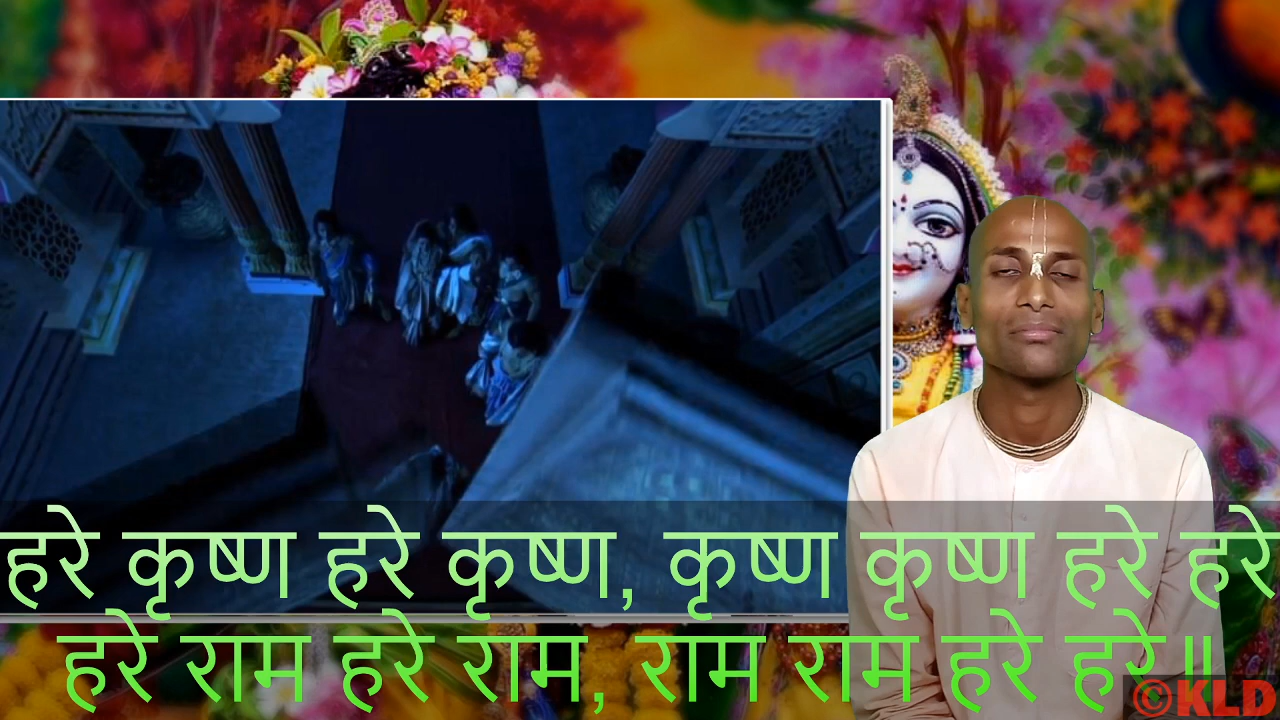 हरे कृष्ण हरे कृष्ण, कृष्ण कृष्ण हरे हरे
हरे राम हरे राम, राम राम हरे हरे॥
©KLD